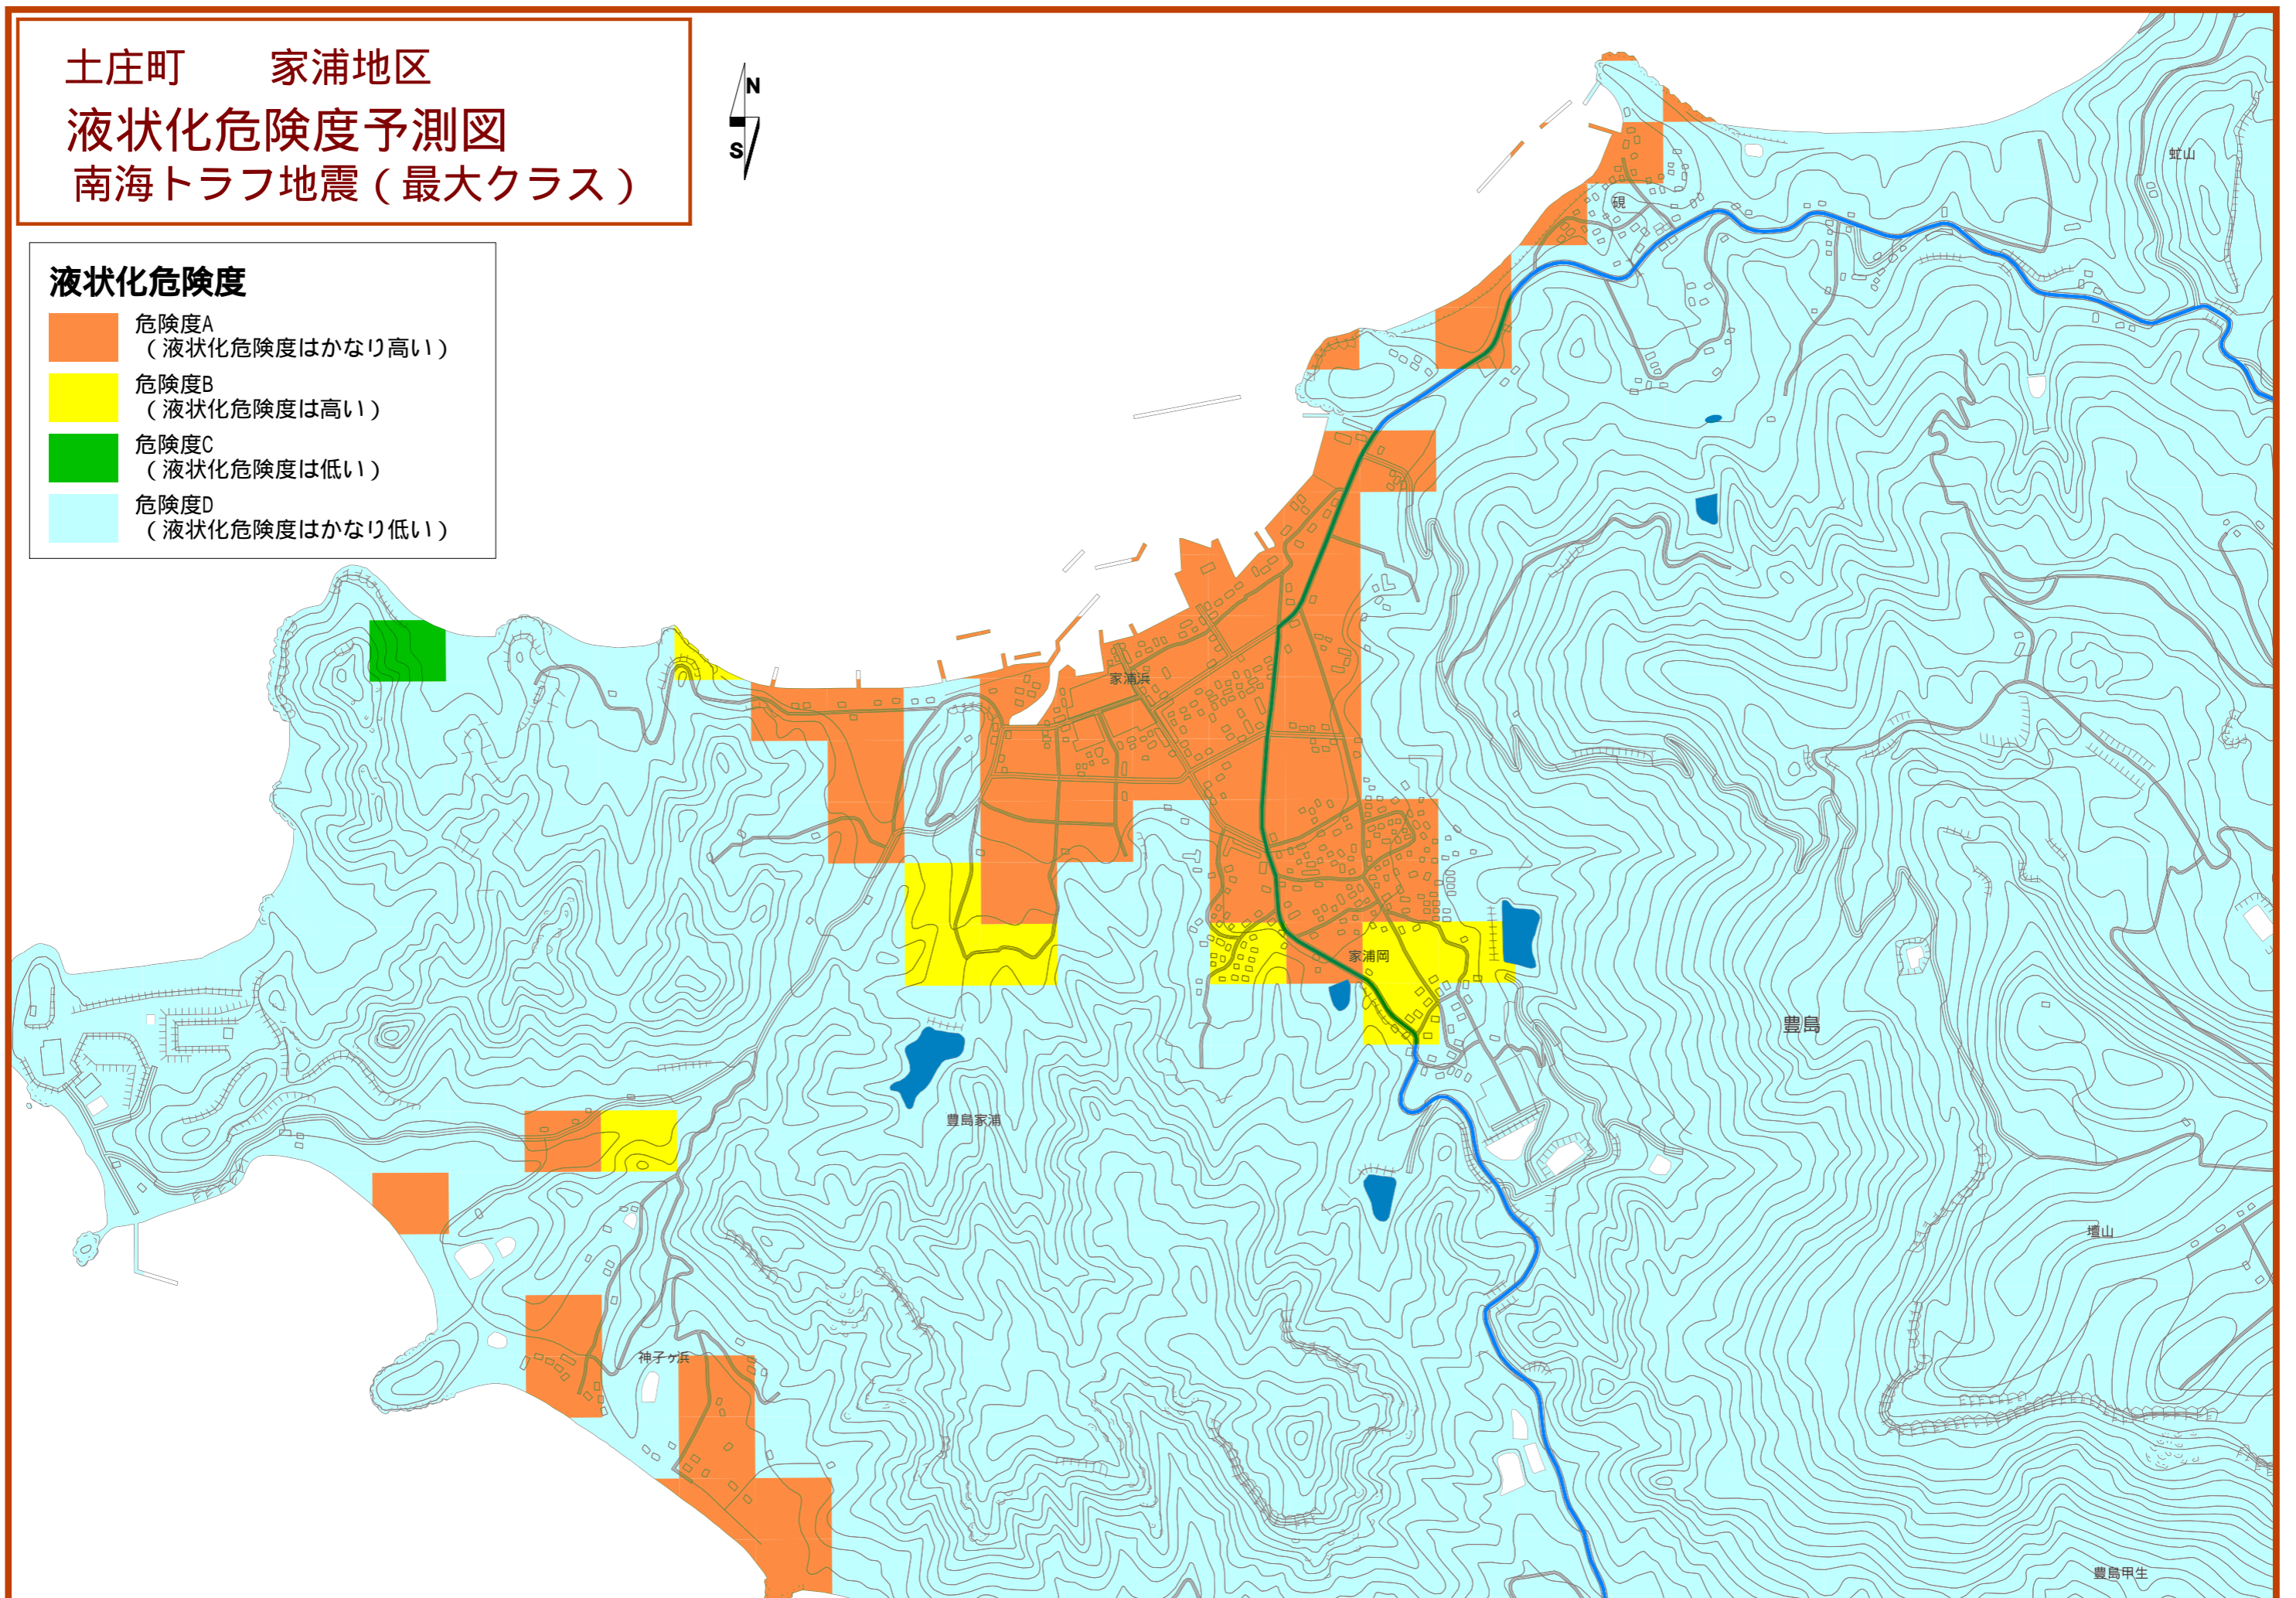 土庄町　　家浦地区
液状化危険度予測図
南海トラフ地震（最大クラス）
N
S
液状化危険度
危険度A
（液状化危険度はかなり高い）
危険度B
（液状化危険度は高い）
危険度C
（液状化危険度は低い）
危険度D
（液状化危険度はかなり低い）
虻山
硯
家浦浜
家浦岡
豊島
豊島家浦
壇山
神子ヶ浜
豊島甲生